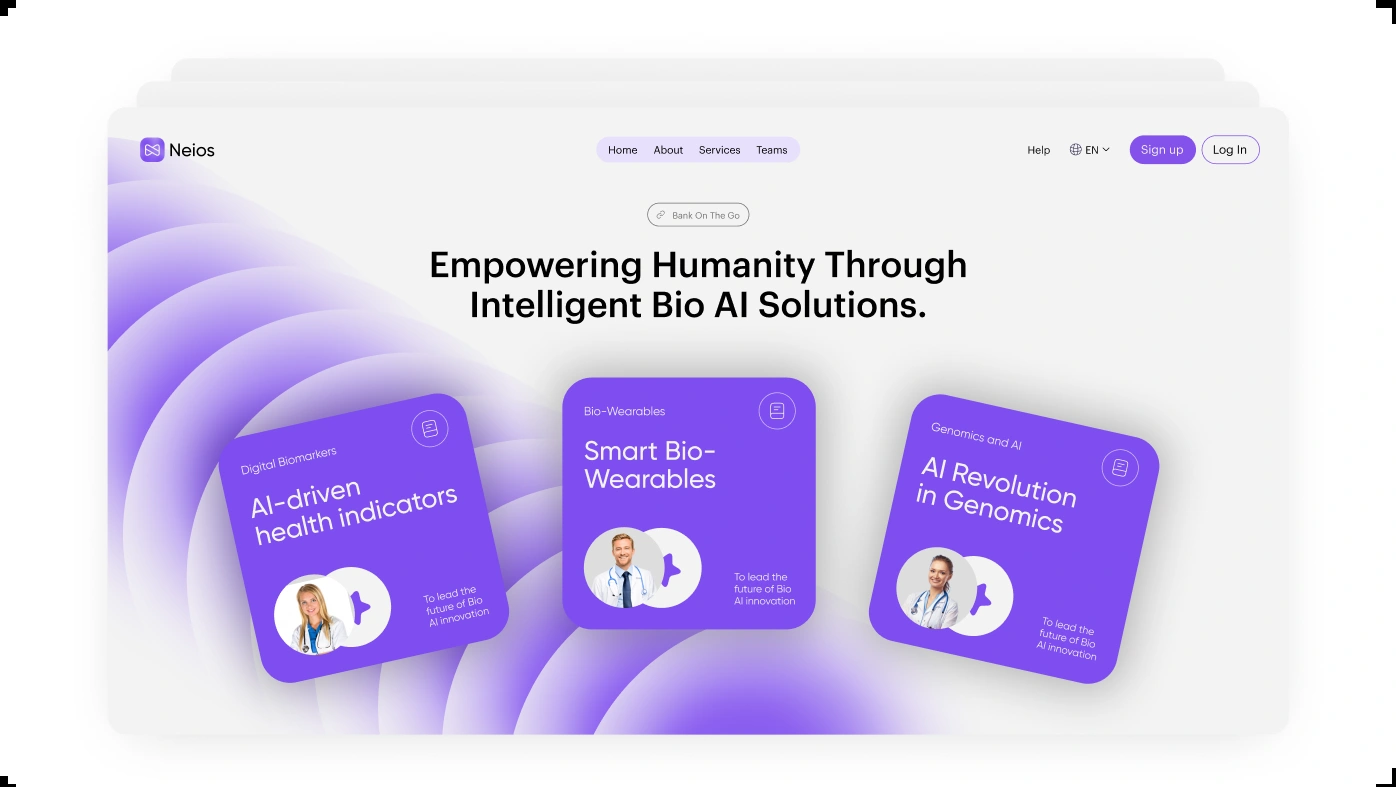 Neios
Home About Services Teams
Help EN Sign up Log In
Bank On The Go
Empowering Humanity Through
Intelligent Bio AI Solutions.
Digital Biomarkers
AI-driven
health indicators
To lead the
future of Bio
AI innovation
Bio-Wearables
Smart Bio-
Wearables
To lead the
future of Bio
AI innovation
Genomics and AI
AI Revolution
in Genomics
To lead the
future of Bio
AI innovation